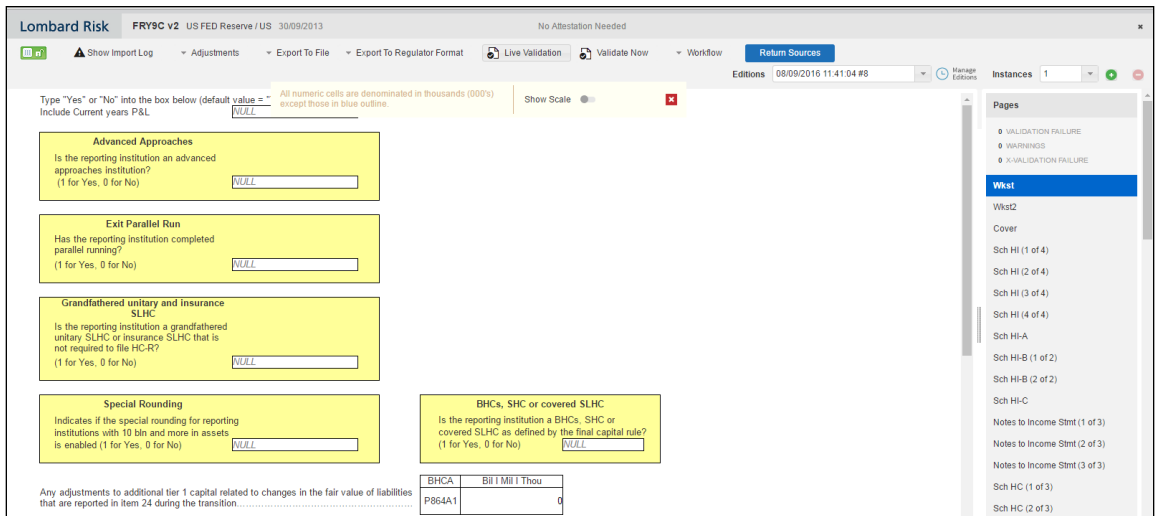 Lombard Risk FRY9C v2 US FED Reserve / US 30/09/2013 No Attestation Needed
Show Import Log Adjustments Export To File Export To Regulator Format Live Validation Validate Now Workflow Return Sources
Editions 08/09/2016 11:41:04 #8 Manage Editions Instances 1
Type "Yes" or "No" into the box below (default value = "
Include Current years P&L NULL
All numeric cells are denominated in thousands (000's)
except those in blue outline.
Show Scale
Advanced Approaches
Is the reporting institution an advanced
approaches institution?
(1 for Yes, 0 for No) NULL
Exit Parallel Run
Has the reporting institution completed
parallel running?
(1 for Yes, 0 for No) NULL
Grandfathered unitary and insurance
SLHC
Is the reporting institution a grandfathered
unitary SLHC or insurance SLHC that is
not required to file HC-R?
(1 for Yes, 0 for No) NULL
Special Rounding
Indicates if the special rounding for reporting
institutions with 10 bln and more in assets
is enabled (1 for Yes, 0 for No) NULL
BHCs, SHC or covered SLHC
Is the reporting institution a BHCs, SHC or
covered SLHC as defined by the final capital rule?
(1 for Yes, 0 for No) NULL
BHCA Bil I Mil I Thou
Any adjustments to additional tier 1 capital related to changes in the fair value of liabilities
that are reported in item 24 during the transition P864A1 0
Pages
0 VALIDATION FAILURE
0 WARNINGS
0 X-VALIDATION FAILURE
Wkst
Wkst2
Cover
Sch HI (1 of 4)
Sch HI (2 of 4)
Sch HI (3 of 4)
Sch HI (4 of 4)
Sch HI-A
Sch HI-B (1 of 2)
Sch HI-B (2 of 2)
Sch HI-C
Notes to Income Stmt (1 of 3)
Notes to Income Stmt (2 of 3)
Notes to Income Stmt (3 of 3)
Sch HC (1 of 3)
Sch HC (2 of 3)